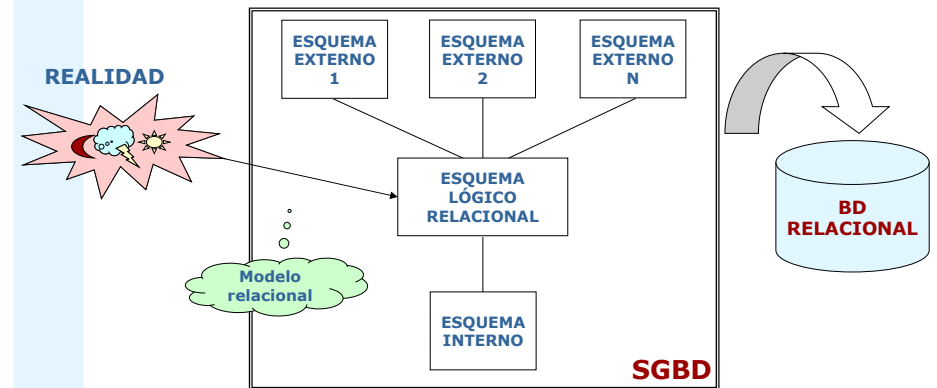 ESQUEMA
EXTERNO
1
ESQUEMA
EXTERNO
2
ESQUEMA
EXTERNO
N
REALIDAD
ESQUEMA
LÓGICO
RELACIONAL
BD
RELACIONAL
Modelo
relacional
ESQUEMA
INTERNO
SGBD